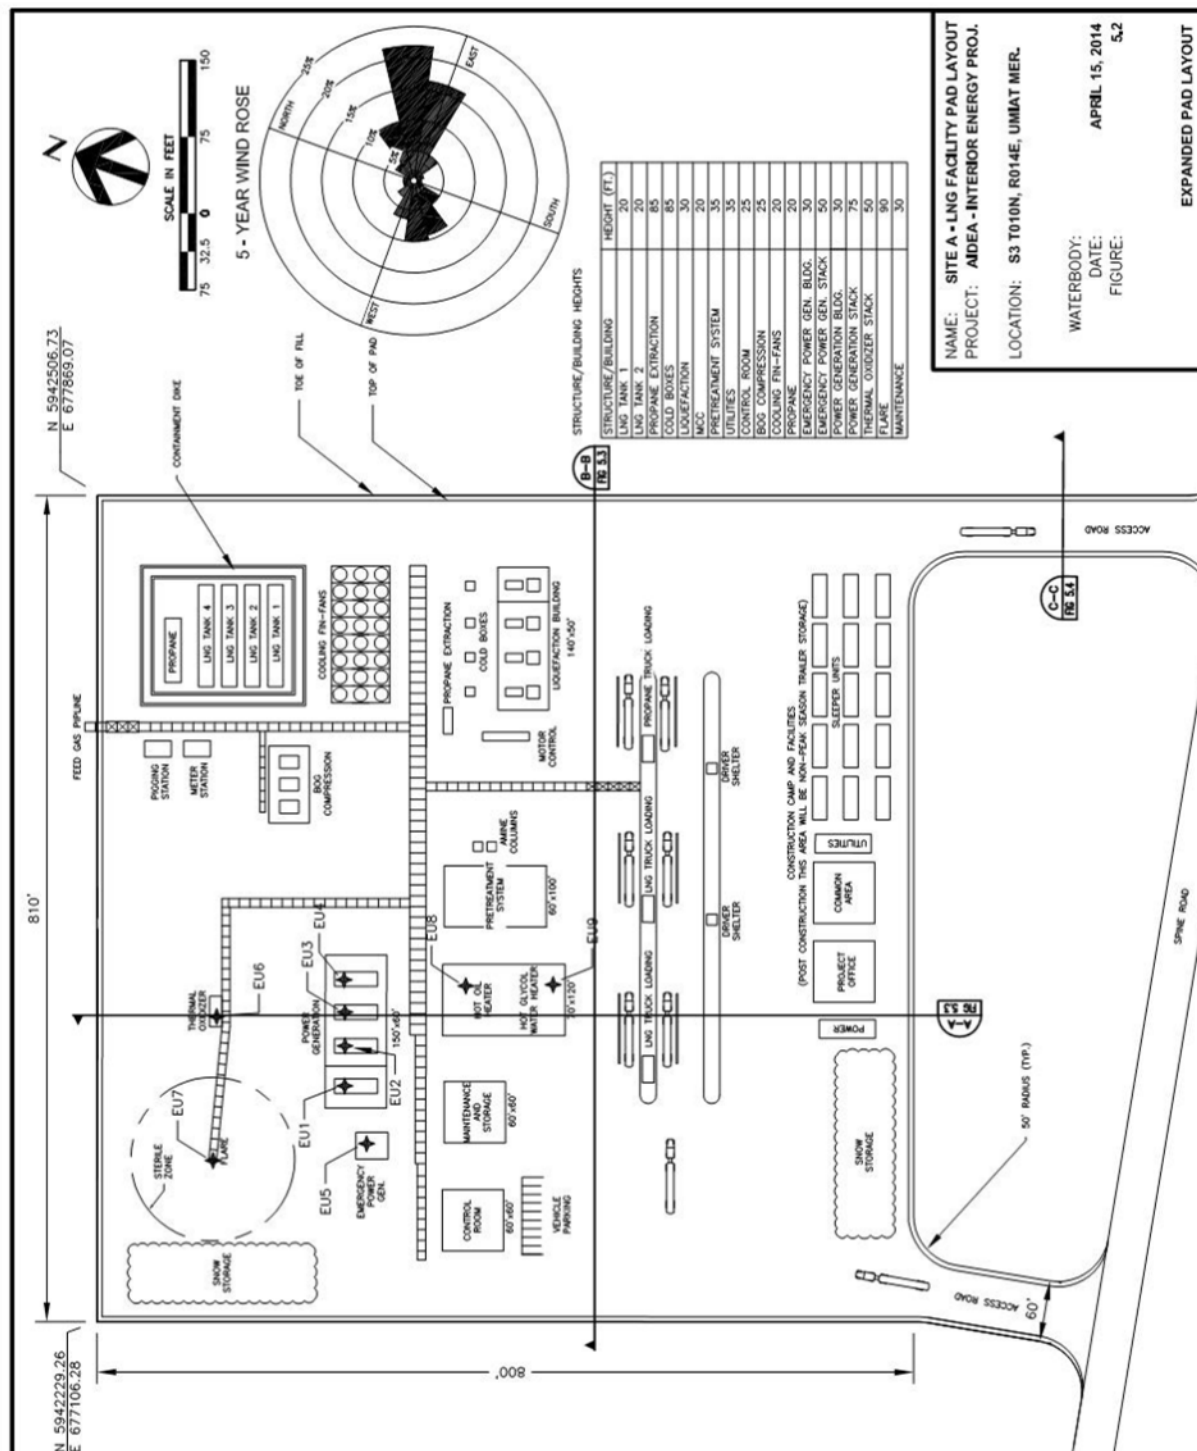 N
SCALE IN FEET
75 32.5 0 75 150
5 - YEAR WIND ROSE
NORTH
EAST
SOUTH
WEST
5%
10%
15%
20%
25%
NAME: SITE A - LNG FACILITY PAD LAYOUT
PROJECT: AIDEA - INTERIOR ENERGY PROJ.
LOCATION: S3 T010N, R014E, UMIAT MER.
WATERBODY:
DATE: APRIL 15, 2014
FIGURE: 5.2
EXPANDED PAD LAYOUT
STRUCTURE/BUILDING HEIGHTS
STRUCTURE/BUILDING HEIGHT (FT.)
LNG TANK 1 20
LNG TANK 2 20
PROPANE EXTRACTION 85
COLD BOXES 85
LIQUEFACTION 30
MCC 20
PRETREATMENT SYSTEM 35
UTILITIES 35
CONTROL ROOM 25
BOG COMPRESSION 25
COOLING FIN-FANS 20
PROPANE 20
EMERGENCY POWER GEN. BLDG. 30
EMERGENCY POWER GEN. STACK 50
POWER GENERATION BLDG. 30
POWER GENERATION STACK 75
THERMAL OXIDIZER STACK 50
FLARE 90
MAINTENANCE 30
N 5942506.73
E 677869.07
CONTAINMENT DIKE
TOE OF FILL
TOP OF PAD
B-B
FIG 5.3
C-C
FIG 5.4
A-A
FIG 5.3
810'
FEED GAS PIPLINE
PROPANE
LNG TANK 4
LNG TANK 3
LNG TANK 2
LNG TANK 1
COOLING FIN-FANS
PIGGING
STATION
METER
STATION
BOG
COMPRESSION
PROPANE EXTRACTION
COLD BOXES
LIQUEFACTION BUILDING
140'x50'
MOTOR
CONTROL
AMINE
COLUMNS
PRETREATMENT
SYSTEM
60'x100'
PROPANE TRUCK LOADING
LNG TRUCK LOADING
LNG TRUCK LOADING
DRIVER
SHELTER
DRIVER
SHELTER
ACCESS ROAD
CONSTRUCTION CAMP AND FACILITIES
(POST CONSTRUCTION THIS AREA WILL BE NON-PEAK SEASON TRAILER STORAGE)
SLEEPER UNITS
UTILITIES
COMMON
AREA
PROJECT
OFFICE
POWER
SPINE ROAD
THERMAL
OXIDIZER
EU6
POWER
GENERATION
150'x60'
EU4
EU3
EU2
EU1
EU8
HOT OIL
HEATER
HOT GLYCOL
WATER HEATER
EU9
EU7
FLARE
STERILE
ZONE
EU5
EMERGENCY
POWER
GEN.
MAINTENANCE
AND
STORAGE
60'x60'
CONTROL
ROOM
60'x60'
VEHICLE
PARKING
SNOW
STORAGE
SNOW
STORAGE
50' RADIUS (TYP.)
ACCESS ROAD
60'
800'
N 5942229.26
E 677106.28